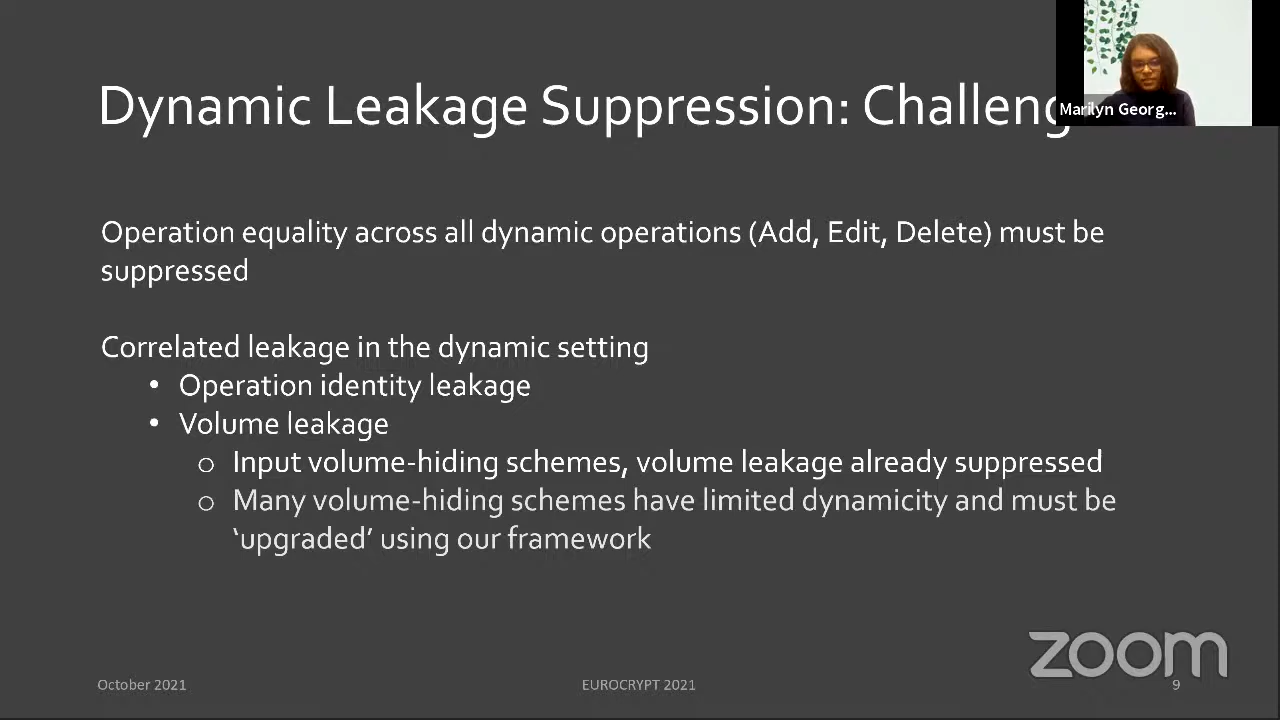 Dynamic Leakage Suppression: Challeng
Marilyn Georg...
Operation equality across all dynamic operations (Add, Edit, Delete) must be
suppressed
Correlated leakage in the dynamic setting
• Operation identity leakage
• Volume leakage
o Input volume-hiding schemes, volume leakage already suppressed
o Many volume-hiding schemes have limited dynamicity and must be
‘upgraded’ using our framework
zoom
October 2021
EUROCRYPT 2021
9